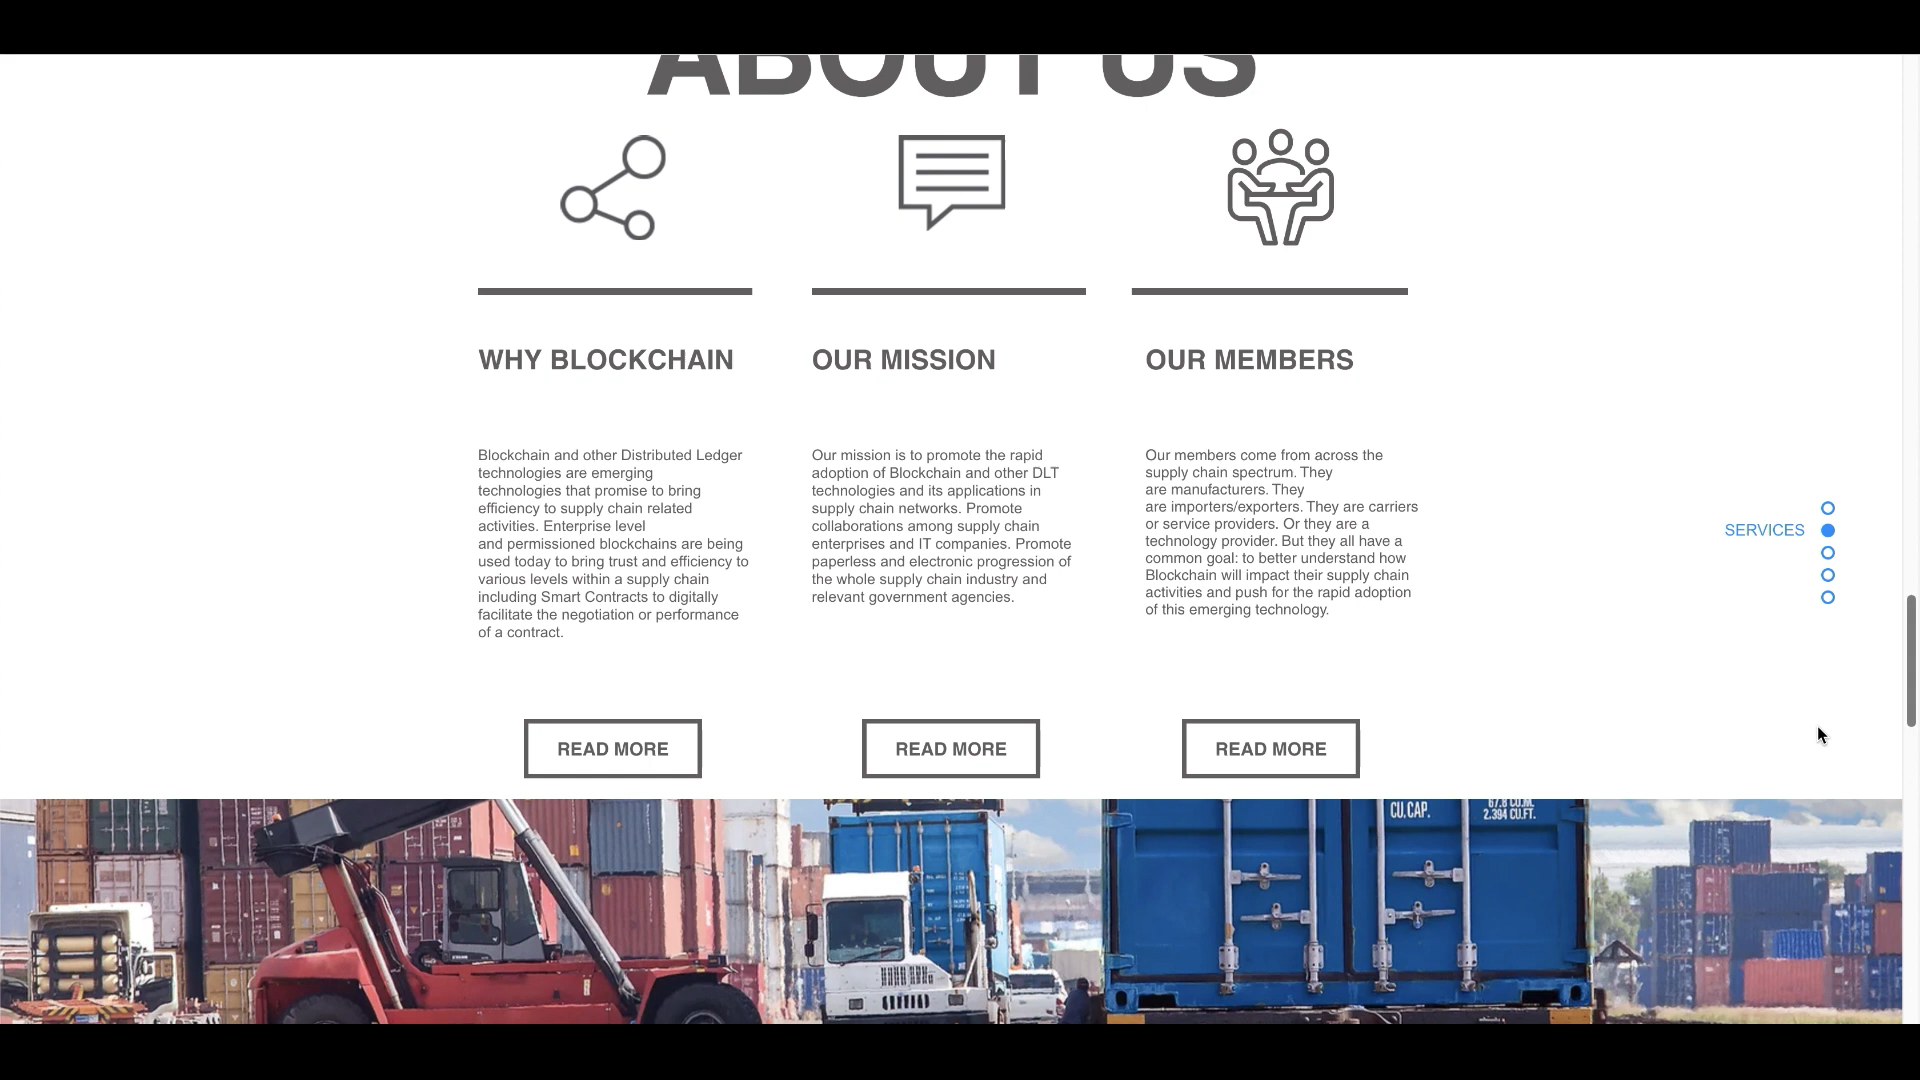 ABOUT US
WHY BLOCKCHAIN
Blockchain and other Distributed Ledger
technologies are emerging
technologies that promise to bring
efficiency to supply chain related
activities. Enterprise level
and permissioned blockchains are being
used today to bring trust and efficiency to
various levels within a supply chain
including Smart Contracts to digitally
facilitate the negotiation or performance
of a contract.
READ MORE
OUR MISSION
Our mission is to promote the rapid
adoption of Blockchain and other DLT
technologies and its applications in
supply chain networks. Promote
collaborations among supply chain
enterprises and IT companies. Promote
paperless and electronic progression of
the whole supply chain industry and
relevant government agencies.
READ MORE
OUR MEMBERS
Our members come from across the
supply chain spectrum. They
are manufacturers. They
are importers/exporters. They are carriers
or service providers. Or they are a
technology provider. But they all have a
common goal: to better understand how
Blockchain will impact their supply chain
activities and push for the rapid adoption
of this emerging technology.
READ MORE
SERVICES
CU.CAP.
67.8 CU.M.
2.394 CU.FT.